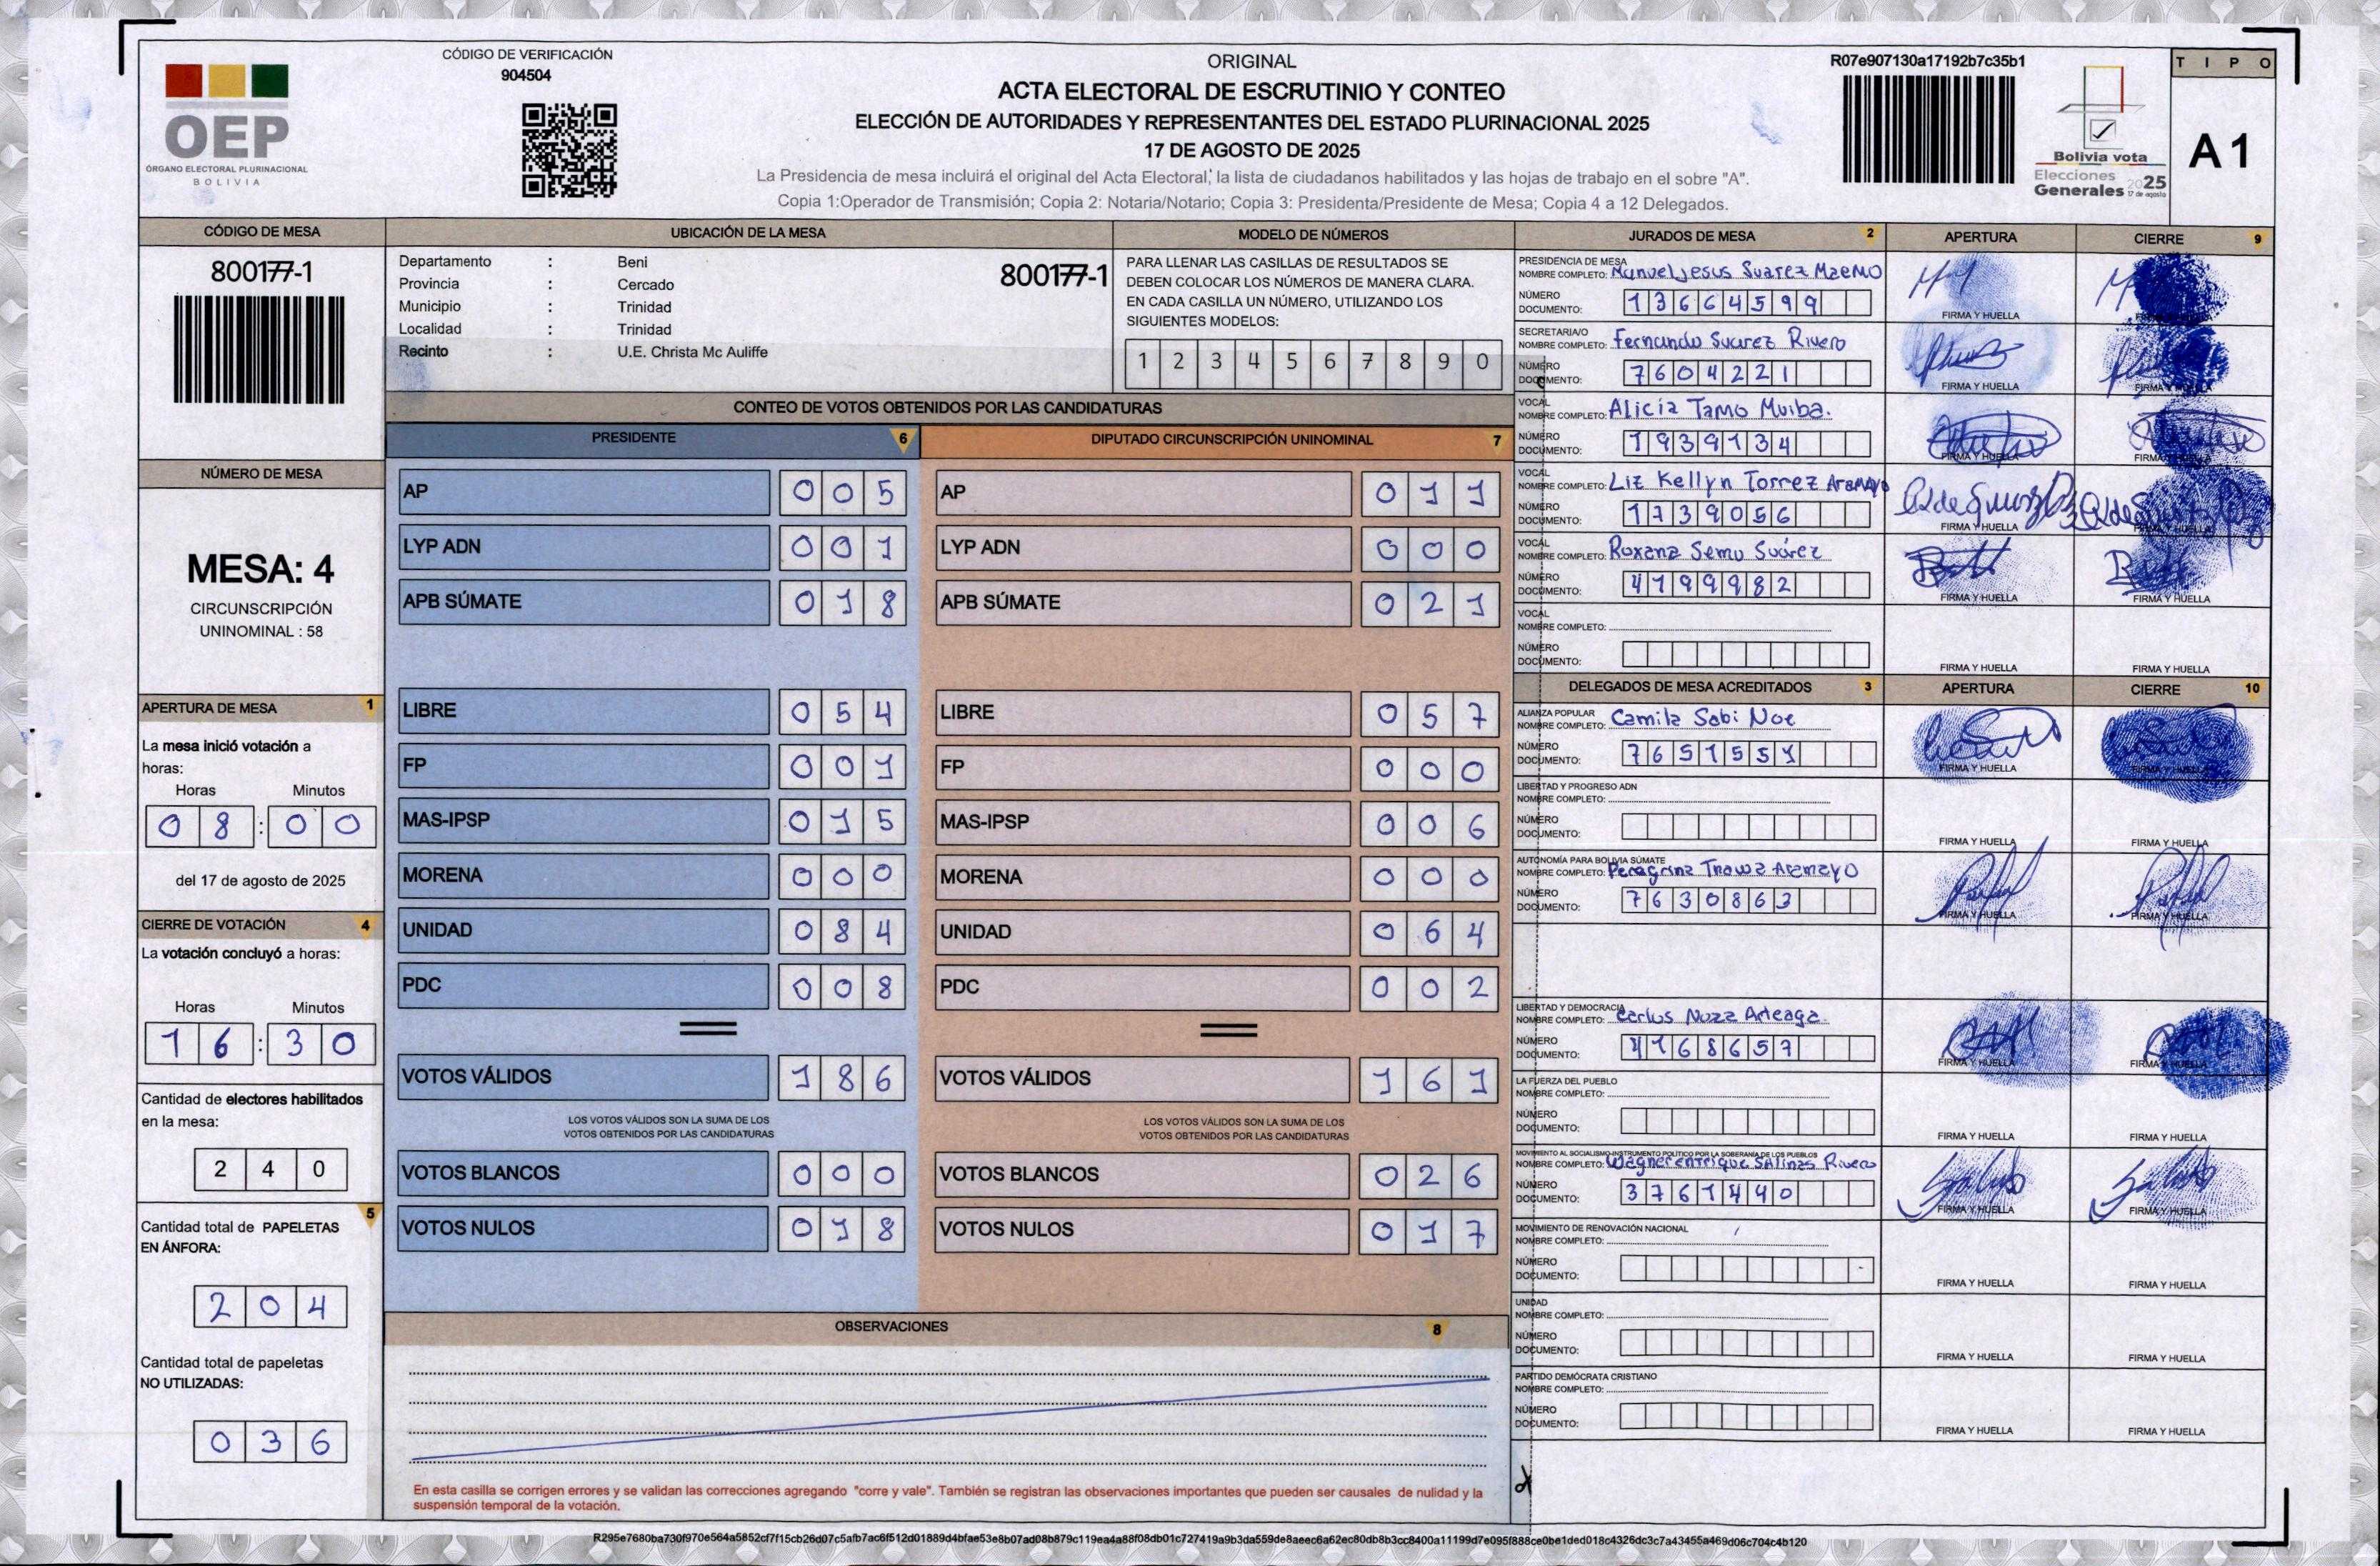 CÓDIGO DE VERIFICACIÓN
904504
OEP
ÓRGANO ELECTORAL PLURINACIONAL
BOLIVIA
ORIGINAL
ACTA ELECTORAL DE ESCRUTINIO Y CONTEO
ELECCIÓN DE AUTORIDADES Y REPRESENTANTES DEL ESTADO PLURINACIONAL 2025
17 DE AGOSTO DE 2025
La Presidencia de mesa incluirá el original del Acta Electoral, la lista de ciudadanos habilitados y las hojas de trabajo en el sobre "A".
Copia 1:Operador de Transmisión; Copia 2: Notaria/Notario; Copia 3: Presidenta/Presidente de Mesa; Copia 4 a 12 Delegados.
R07e907130a17192b7c35b1
Bolivia vota
Elecciones
Generales 2025
17 de agosto
TIPO
A1
CÓDIGO DE MESA
800177-1
UBICACIÓN DE LA MESA
Departamento : Beni
Provincia : Cercado
Municipio : Trinidad
Localidad : Trinidad
Recinto : U.E. Christa Mc Auliffe
800177-1
MODELO DE NÚMEROS
PARA LLENAR LAS CASILLAS DE RESULTADOS SE
DEBEN COLOCAR LOS NÚMEROS DE MANERA CLARA.
EN CADA CASILLA UN NÚMERO, UTILIZANDO LOS
SIGUIENTES MODELOS:
1 2 3 4 5 6 7 8 9 0
NÚMERO DE MESA
MESA: 4
CIRCUNSCRIPCIÓN
UNINOMINAL : 58
APERTURA DE MESA 1
La mesa inició votación a
horas:
Horas Minutos
08:00
del 17 de agosto de 2025
CIERRE DE VOTACIÓN 4
La votación concluyó a horas:
Horas Minutos
16:30
Cantidad de electores habilitados
en la mesa:
240
5
Cantidad total de PAPELETAS
EN ÁNFORA:
204
Cantidad total de papeletas
NO UTILIZADAS:
036
CONTEO DE VOTOS OBTENIDOS POR LAS CANDIDATURAS
PRESIDENTE 6
AP 005
LYP ADN 001
APB SÚMATE 018
LIBRE 054
FP 001
MAS-IPSP 015
MORENA 000
UNIDAD 084
PDC 008
VOTOS VÁLIDOS 186
LOS VOTOS VÁLIDOS SON LA SUMA DE LOS
VOTOS OBTENIDOS POR LAS CANDIDATURAS
VOTOS BLANCOS 000
VOTOS NULOS 018
DIPUTADO CIRCUNSCRIPCIÓN UNINOMINAL 7
AP 011
LYP ADN 000
APB SÚMATE 021
LIBRE 057
FP 000
MAS-IPSP 006
MORENA 000
UNIDAD 064
PDC 002
VOTOS VÁLIDOS 161
LOS VOTOS VÁLIDOS SON LA SUMA DE LOS
VOTOS OBTENIDOS POR LAS CANDIDATURAS
VOTOS BLANCOS 026
VOTOS NULOS 017
OBSERVACIONES 8
En esta casilla se corrigen errores y se validan las correcciones agregando "corre y vale". También se registran las observaciones importantes que pueden ser causales de nulidad y la
suspensión temporal de la votación.
JURADOS DE MESA 2 APERTURA CIERRE 9
PRESIDENCIA DE MESA
NOMBRE COMPLETO: Manuel Jesus Suarez
NÚMERO
DOCUMENTO: 13664599
FIRMA Y HUELLA FIRMA Y HUELLA
SECRETARIA/O
NOMBRE COMPLETO: Fernando Suarez Rivero
NÚMERO
DOCUMENTO: 7604221
FIRMA Y HUELLA FIRMA Y HUELLA
VOCAL
NOMBRE COMPLETO: Alicia Tamo Muiba.
NÚMERO
DOCUMENTO: 1939134
FIRMA Y HUELLA FIRMA
VOCAL
NOMBRE COMPLETO: Liz Kellyn Torrez Aramayo
NÚMERO
DOCUMENTO: 1739056
FIRMA Y HUELLA FIRMA Y HUELLA
VOCAL
NOMBRE COMPLETO: Roxana Semo Suárez
NÚMERO
DOCUMENTO: 4199982
FIRMA Y HUELLA FIRMA Y HUELLA
VOCAL
NOMBRE COMPLETO:
NÚMERO
DOCUMENTO:
FIRMA Y HUELLA FIRMA Y HUELLA
DELEGADOS DE MESA ACREDITADOS 3 APERTURA CIERRE 10
ALIANZA POPULAR
NOMBRE COMPLETO: Camila Sabi Noe
NÚMERO
DOCUMENTO: 7651551
FIRMA Y HUELLA FIRMA Y HUELLA
LIBERTAD Y PROGRESO ADN
NOMBRE COMPLETO:
NÚMERO
DOCUMENTO:
FIRMA Y HUELLA FIRMA Y HUELLA
AUTONOMÍA PARA BOLIVIA SÚMATE
NOMBRE COMPLETO: Aramayo
NÚMERO
DOCUMENTO: 7630863
FIRMA Y HUELLA FIRMA Y HUELLA
LIBERTAD Y DEMOCRACIA
NOMBRE COMPLETO: Carlos Noza Arteaga.
NÚMERO
DOCUMENTO: 4168657
FIRMA Y HUELLA FIRMA Y HUELLA
LA FUERZA DEL PUEBLO
NOMBRE COMPLETO:
NÚMERO
DOCUMENTO:
FIRMA Y HUELLA FIRMA Y HUELLA
MOVIMIENTO AL SOCIALISMO-INSTRUMENTO POLÍTICO POR LA SOBERANÍA DE LOS PUEBLOS
NOMBRE COMPLETO: Wagner enrrique Salinas Rivero
NÚMERO
DOCUMENTO: 3761440
FIRMA Y HUELLA FIRMA Y HUELLA
MOVIMIENTO DE RENOVACIÓN NACIONAL
NOMBRE COMPLETO:
NÚMERO
DOCUMENTO:
FIRMA Y HUELLA FIRMA Y HUELLA
UNIDAD
NOMBRE COMPLETO:
NÚMERO
DOCUMENTO:
FIRMA Y HUELLA FIRMA Y HUELLA
PARTIDO DEMÓCRATA CRISTIANO
NOMBRE COMPLETO:
NÚMERO
DOCUMENTO:
FIRMA Y HUELLA FIRMA Y HUELLA